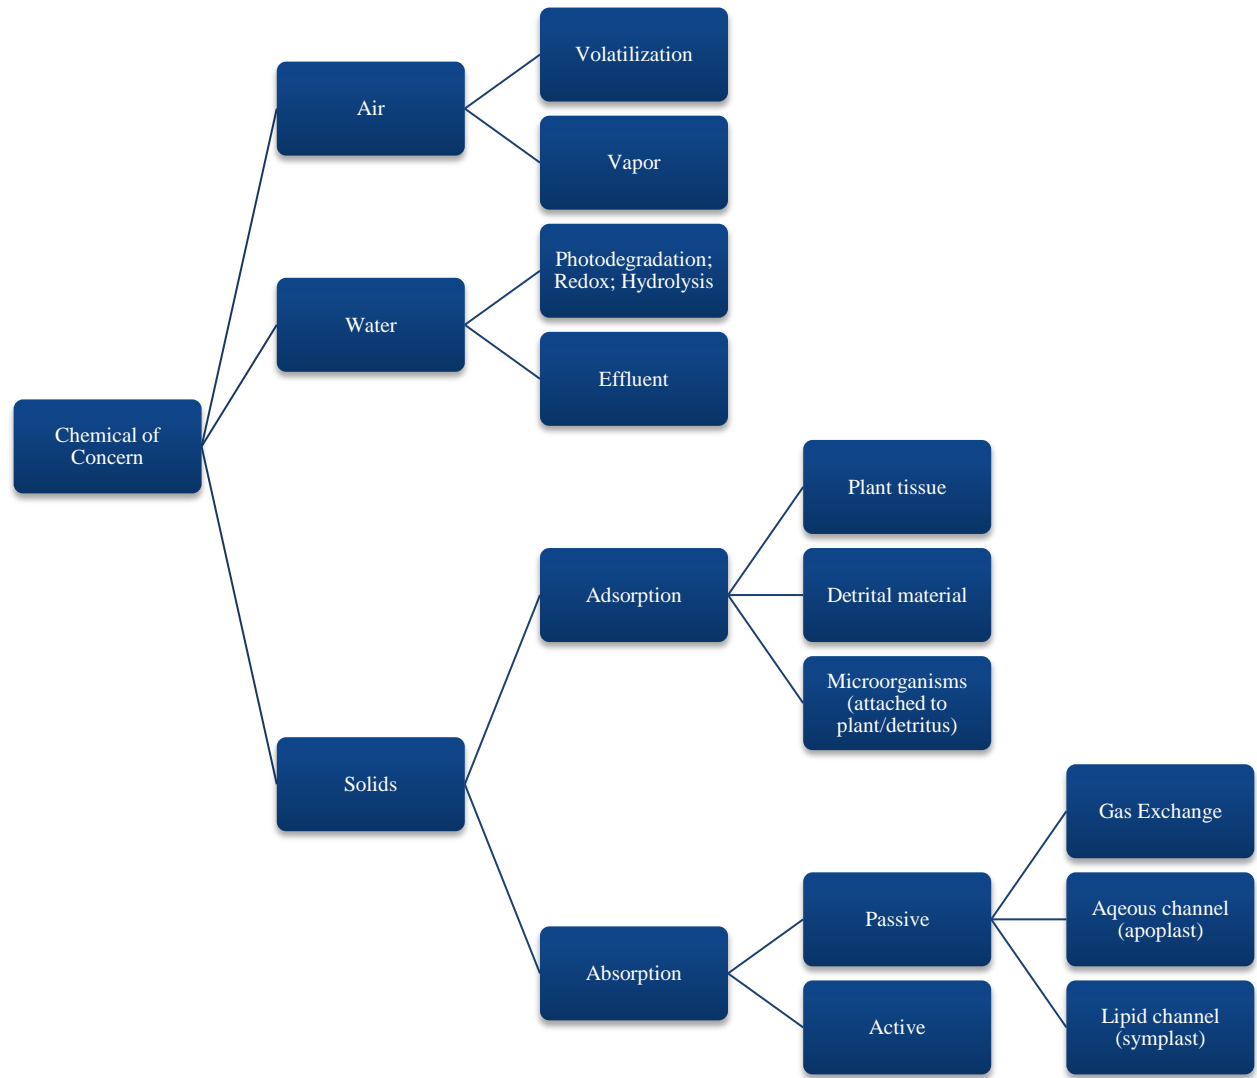 Volatilization
Air
Vapor
Photodegradation;
Redox; Hydrolysis
Water
Effluent
Chemical of
Concern
Plant tissue
Adsorption
Detrital material
Microorganisms
(attached to
plant/detritus)
Solids
Gas Exchange
Passive
Aqeous channel
(apoplast)
Absorption
Active
Lipid channel
(symplast)